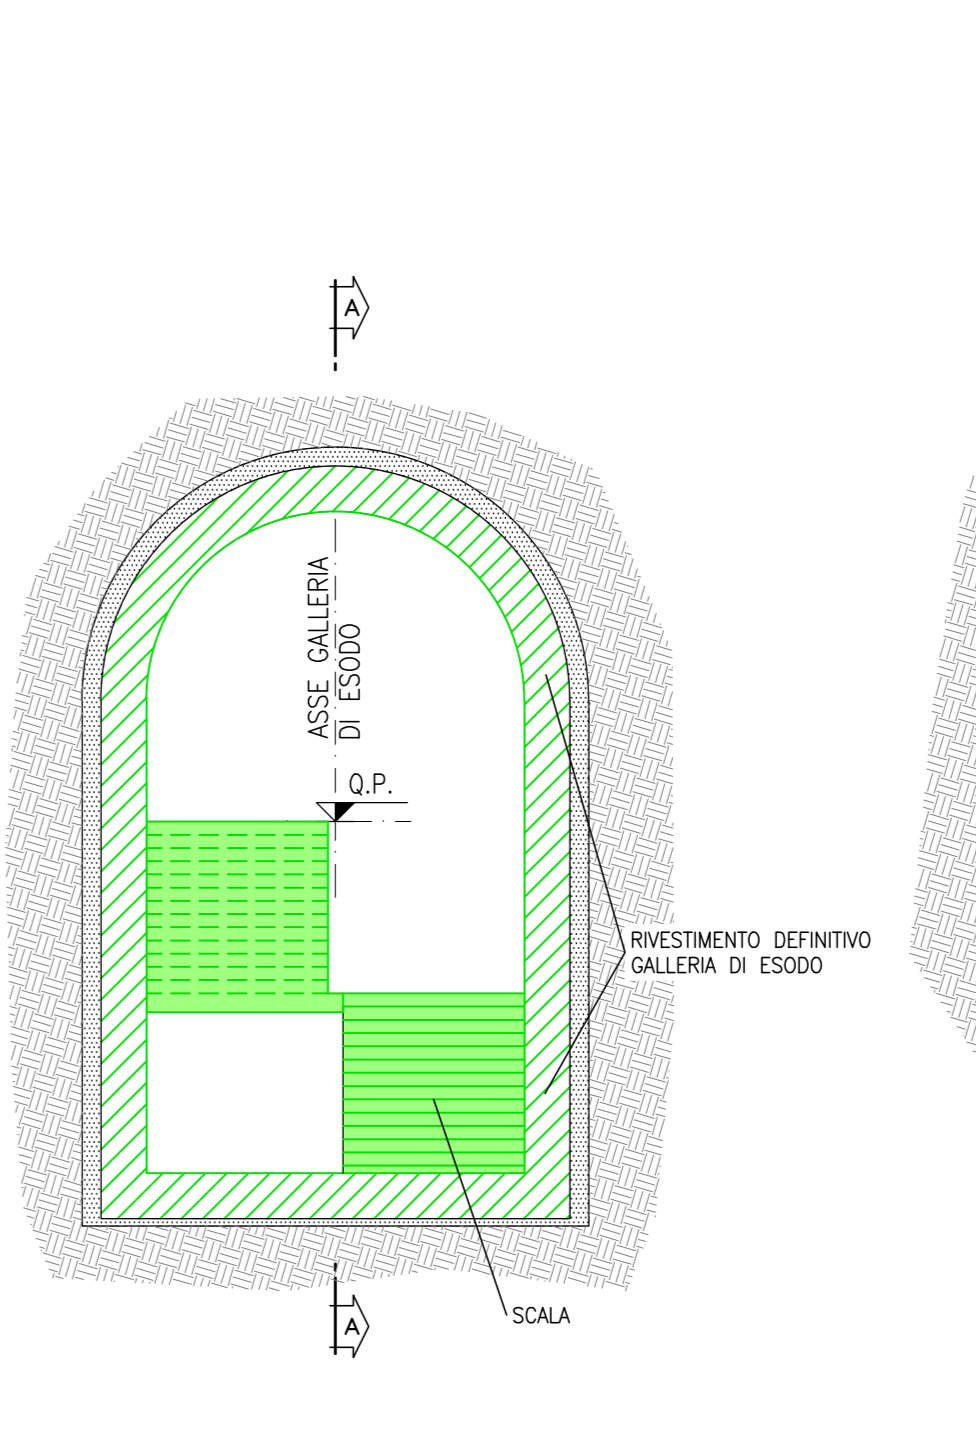 A
ASSE GALLERIA
DI ESODO
Q.P.
RIVESTIMENTO DEFINITIVO
GALLERIA DI ESODO
SCALA
A